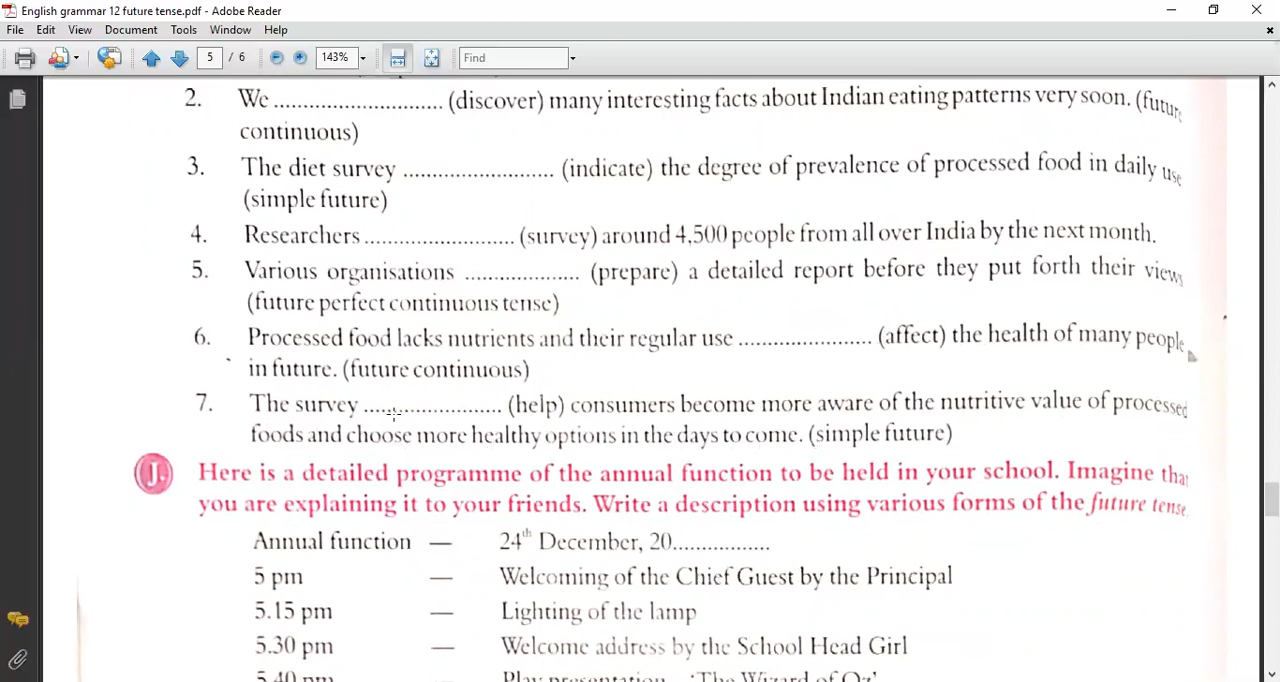 English grammar 12 future tense.pdf - Adobe Reader
File Edit View Document Tools Window Help
5 / 6 143% Find
2. We ............................ (discover) many interesting facts about Indian eating patterns very soon. (future
continuous)
3. The diet survey ......................... (indicate) the degree of prevalence of processed food in daily use
(simple future)
4. Researchers ......................... (survey) around 4,500 people from all over India by the next month.
5. Various organisations ................... (prepare) a detailed report before they put forth their views
(future perfect continuous tense)
6. Processed food lacks nutrients and their regular use ...................... (affect) the health of many people
in future. (future continuous)
7. The survey ....................... (help) consumers become more aware of the nutritive value of processed
foods and choose more healthy options in the days to come. (simple future)
J. Here is a detailed programme of the annual function to be held in your school. Imagine tha
you are explaining it to your friends. Write a description using various forms of the future tense.
Annual function — 24th December, 20................
5 pm — Welcoming of the Chief Guest by the Principal
5.15 pm — Lighting of the lamp
5.30 pm — Welcome address by the School Head Girl
5.40 pm Play presentation 'The Wizard of Oz'